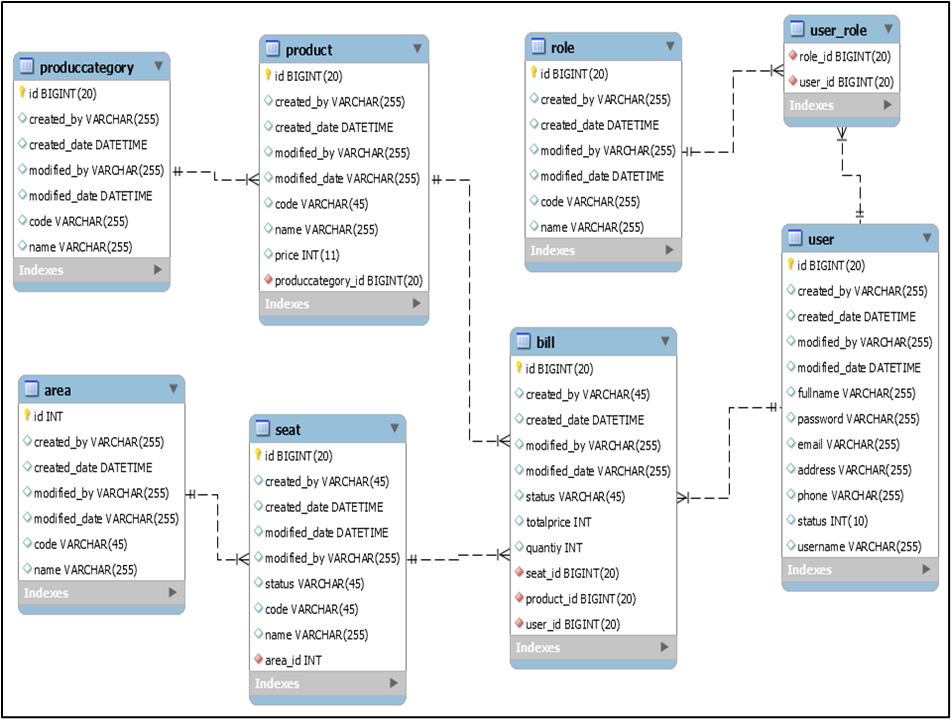 produccategory
id BIGINT(20)
created_by VARCHAR(255)
created_date DATETIME
modified_by VARCHAR(255)
modified_date DATETIME
code VARCHAR(255)
name VARCHAR(255)
Indexes
product
id BIGINT(20)
created_by VARCHAR(255)
created_date DATETIME
modified_by VARCHAR(255)
modified_date VARCHAR(255)
code VARCHAR(45)
name VARCHAR(255)
price INT(11)
produccategory_id BIGINT(20)
Indexes
role
id BIGINT(20)
created_by VARCHAR(255)
created_date DATETIME
modified_by VARCHAR(255)
modified_date DATETIME
code VARCHAR(255)
name VARCHAR(255)
Indexes
user_role
role_id BIGINT(20)
user_id BIGINT(20)
Indexes
user
id BIGINT(20)
created_by VARCHAR(255)
created_date DATETIME
modified_by VARCHAR(255)
modified_date DATETIME
fullname VARCHAR(255)
password VARCHAR(255)
email VARCHAR(255)
address VARCHAR(255)
phone VARCHAR(255)
status INT(10)
username VARCHAR(255)
Indexes
area
id INT
created_by VARCHAR(255)
created_date DATETIME
modified_by VARCHAR(255)
modified_date VARCHAR(255)
code VARCHAR(45)
name VARCHAR(255)
Indexes
seat
id BIGINT(20)
created_by VARCHAR(45)
created_date DATETIME
modified_date DATETIME
modified_by VARCHAR(255)
status VARCHAR(45)
code VARCHAR(45)
name VARCHAR(255)
area_id INT
Indexes
bill
id BIGINT(20)
created_by VARCHAR(45)
created_date DATETIME
modified_by VARCHAR(255)
modified_date VARCHAR(255)
status VARCHAR(45)
totalprice INT
quantiy INT
seat_id BIGINT(20)
product_id BIGINT(20)
user_id BIGINT(20)
Indexes